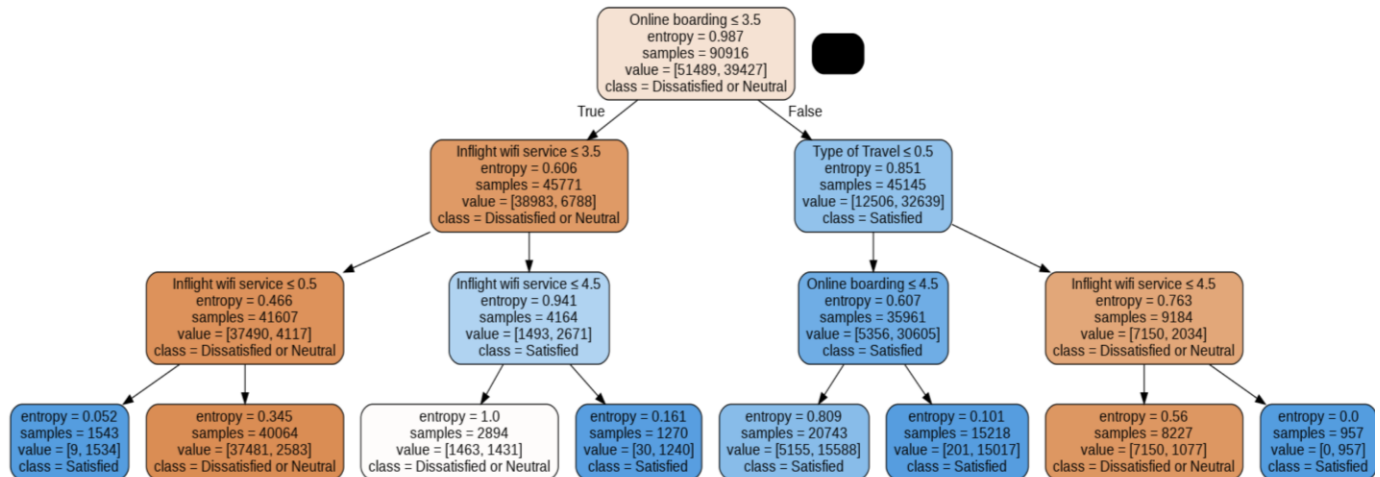 Online boarding ≤ 3.5
entropy = 0.987
samples = 90916
value = [51489, 39427]
class = Dissatisfied or Neutral
True
False
Inflight wifi service ≤ 3.5
entropy = 0.606
samples = 45771
value = [38983, 6788]
class = Dissatisfied or Neutral
Type of Travel ≤ 0.5
entropy = 0.851
samples = 45145
value = [12506, 32639]
class = Satisfied
Inflight wifi service ≤ 0.5
entropy = 0.466
samples = 41607
value = [37490, 4117]
class = Dissatisfied or Neutral
Inflight wifi service ≤ 4.5
entropy = 0.941
samples = 4164
value = [1493, 2671]
class = Satisfied
Online boarding ≤ 4.5
entropy = 0.607
samples = 35961
value = [5356, 30605]
class = Satisfied
Inflight wifi service ≤ 4.5
entropy = 0.763
samples = 9184
value = [7150, 2034]
class = Dissatisfied or Neutral
entropy = 0.052
samples = 1543
value = [9, 1534]
class = Satisfied
entropy = 0.345
samples = 40064
value = [37481, 2583]
class = Dissatisfied or Neutral
entropy = 1.0
samples = 2894
value = [1463, 1431]
class = Dissatisfied or Neutral
entropy = 0.161
samples = 1270
value = [30, 1240]
class = Satisfied
entropy = 0.809
samples = 20743
value = [5155, 15588]
class = Satisfied
entropy = 0.101
samples = 15218
value = [201, 15017]
class = Satisfied
entropy = 0.56
samples = 8227
value = [7150, 1077]
class = Dissatisfied or Neutral
entropy = 0.0
samples = 957
value = [0, 957]
class = Satisfied